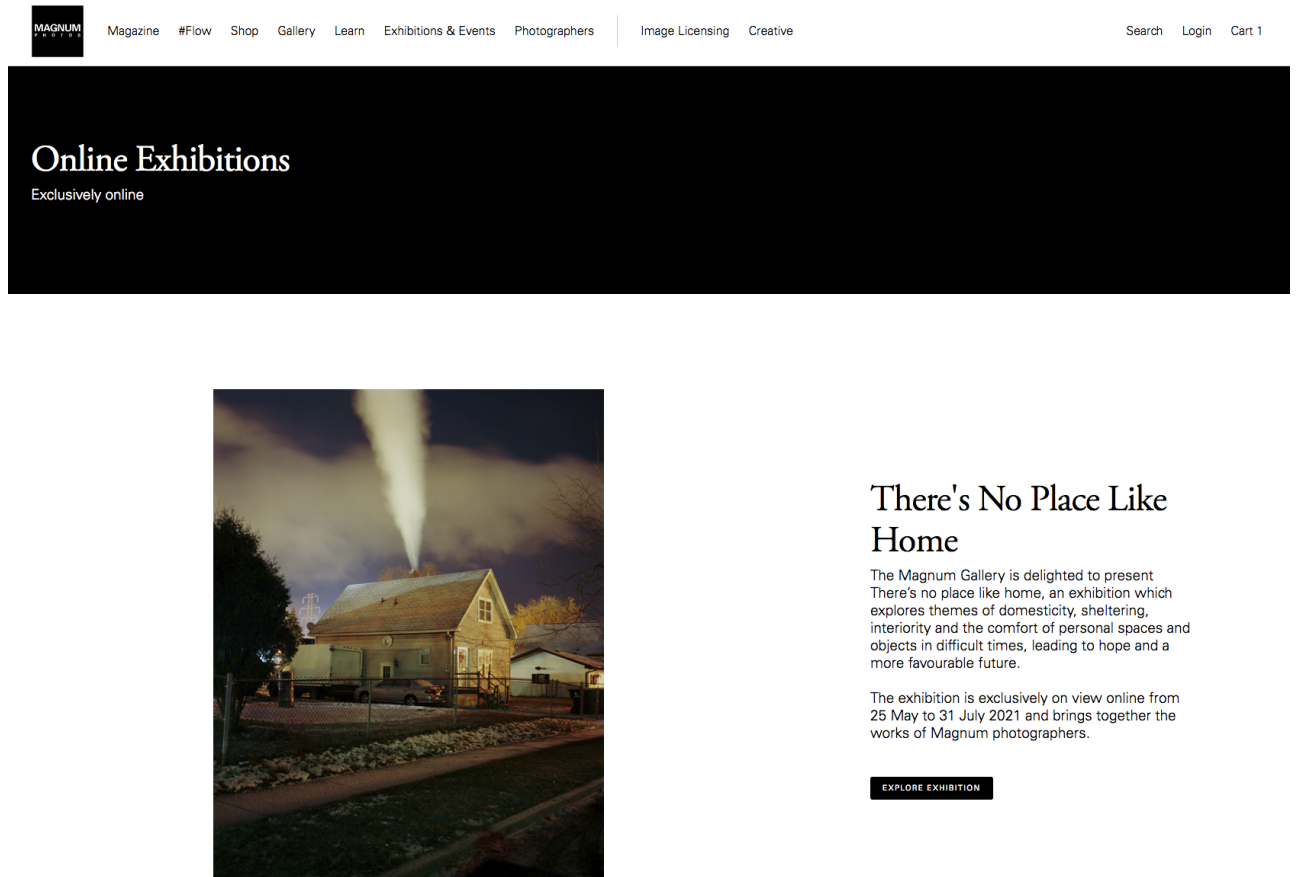 MAGNUM
PHOTOS
Magazine #Flow Shop Gallery Learn Exhibitions & Events Photographers Image Licensing Creative Search Login Cart 1
Online Exhibitions
Exclusively online
There's No Place Like
Home
The Magnum Gallery is delighted to present
There’s no place like home, an exhibition which
explores themes of domesticity, sheltering,
interiority and the comfort of personal spaces and
objects in difficult times, leading to hope and a
more favourable future.
The exhibition is exclusively on view online from
25 May to 31 July 2021 and brings together the
works of Magnum photographers.
EXPLORE EXHIBITION